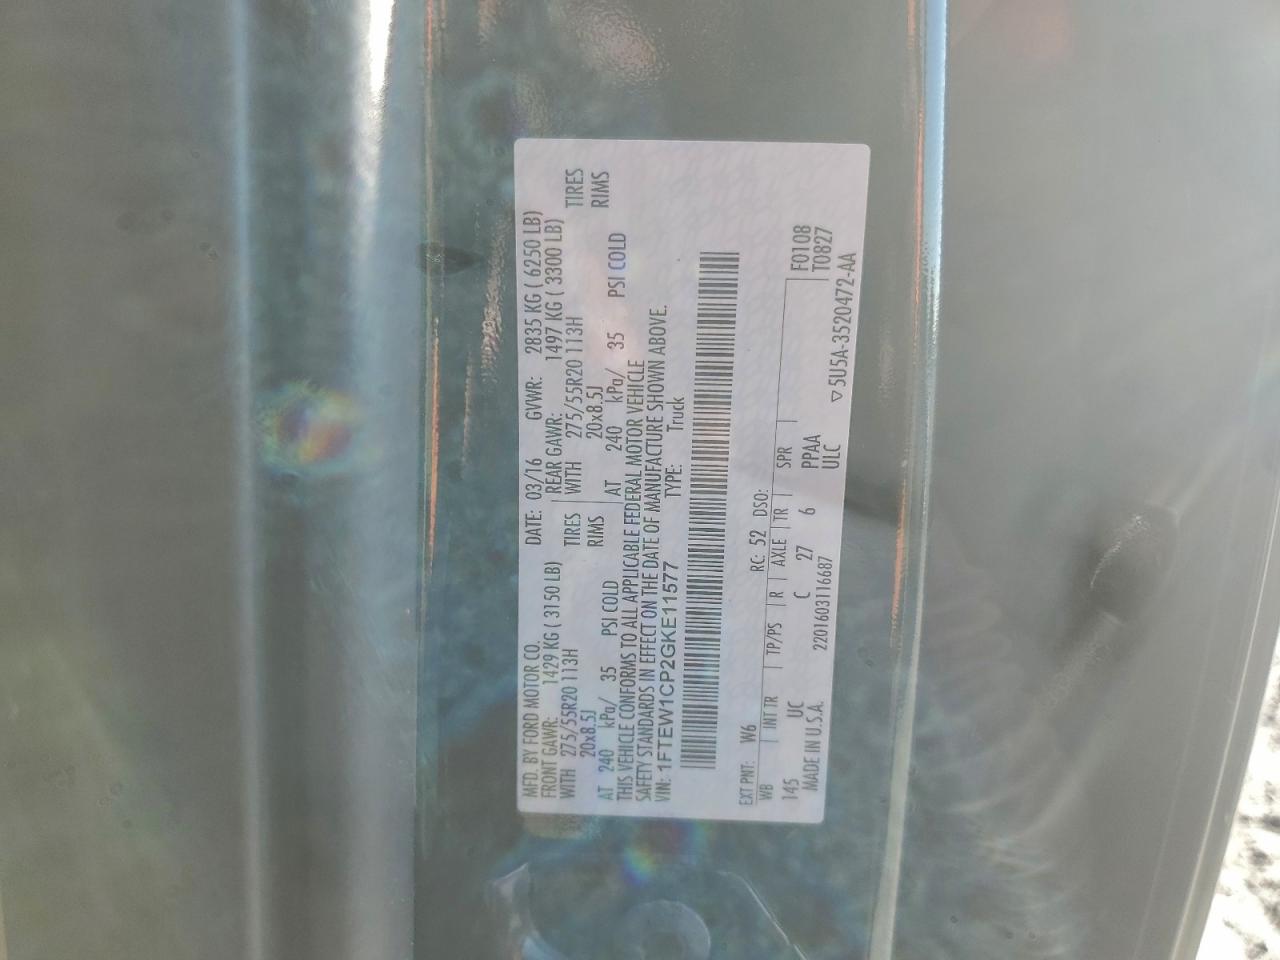 MFD. BY FORD MOTOR CO. DATE: 03/16 GVWR: 2835 KG ( 6250 LB)
FRONT GAWR: 1429 KG ( 3150 LB) REAR GAWR: 1497 KG ( 3300 LB)
WITH 275/55R20 113H TIRES WITH 275/55R20 113H TIRES
20x8.5J RIMS 20x8.5J RIMS
AT 240 kPa/ 35 PSI COLD AT 240 kPa/ 35 PSI COLD
THIS VEHICLE CONFORMS TO ALL APPLICABLE FEDERAL MOTOR VEHICLE
SAFETY STANDARDS IN EFFECT ON THE DATE OF MANUFACTURE SHOWN ABOVE.
VIN: 1FTEW1CP2GKE11577 TYPE: Truck
EXT PNT: W6 RC: 52 DSO:
WB INT TR TP/PS R AXLE TR SPR F0108
145 UC C 27 6 PPAA T0827
MADE IN U.S.A. 2201603116687 ULC
▽5U5A-3520472-AA